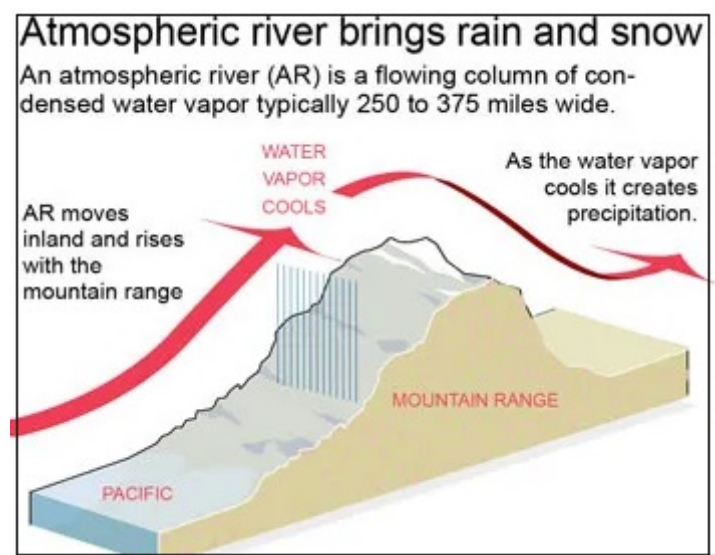 Atmospheric river brings rain and snow
An atmospheric river (AR) is a flowing column of con-
densed water vapor typically 250 to 375 miles wide.
WATER
VAPOR
COOLS
As the water vapor
cools it creates
precipitation.
AR moves
inland and rises
with the
mountain range
MOUNTAIN RANGE
PACIFIC